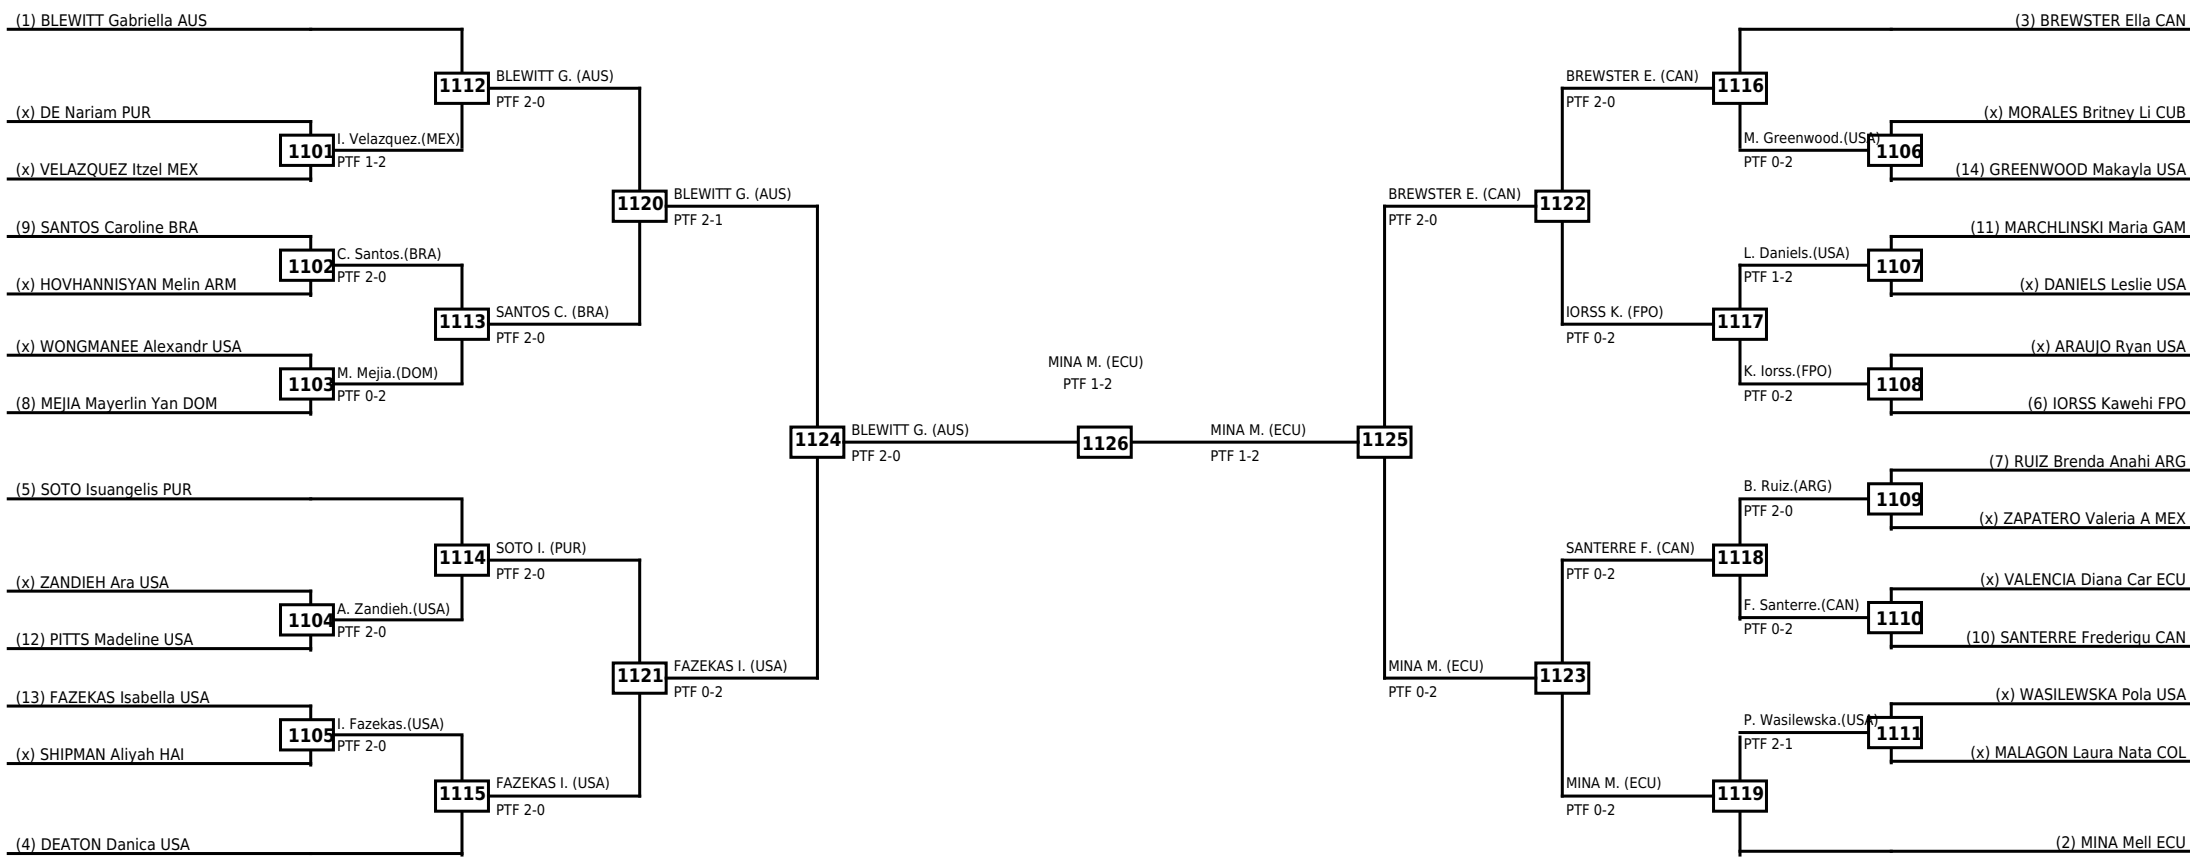 (1) BLEWITT Gabriella AUS
(x) DE Nariam PUR
(x) VELAZQUEZ Itzel MEX
(9) SANTOS Caroline BRA
(x) HOVHANNISYAN Melin ARM
(x) WONGMANEE Alexandr USA
(8) MEJIA Mayerlin Yan DOM
(5) SOTO Isuangelis PUR
(x) ZANDIEH Ara USA
(12) PITTS Madeline USA
(13) FAZEKAS Isabella USA
(x) SHIPMAN Aliyah HAI
(4) DEATON Danica USA
1101
I. Velazquez.(MEX)
PTF 1-2
1102
C. Santos.(BRA)
PTF 2-0
1103
M. Mejia.(DOM)
PTF 0-2
1104
A. Zandieh.(USA)
PTF 2-0
1105
I. Fazekas.(USA)
PTF 2-0
1112
BLEWITT G. (AUS)
PTF 2-0
1113
SANTOS C. (BRA)
PTF 2-0
1114
SOTO I. (PUR)
PTF 2-0
1115
FAZEKAS I. (USA)
PTF 2-0
1120
BLEWITT G. (AUS)
PTF 2-1
1121
FAZEKAS I. (USA)
PTF 0-2
1124
BLEWITT G. (AUS)
PTF 2-0
MINA M. (ECU)
PTF 1-2
1126
MINA M. (ECU)
PTF 1-2
1125
BREWSTER E. (CAN)
PTF 2-0
1122
MINA M. (ECU)
PTF 0-2
1123
BREWSTER E. (CAN)
PTF 2-0
1116
IORSS K. (FPO)
PTF 0-2
1117
SANTERRE F. (CAN)
PTF 0-2
1118
MINA M. (ECU)
PTF 0-2
1119
M. Greenwood.(USA)
PTF 0-2
1106
L. Daniels.(USA)
PTF 1-2
1107
K. Iorss.(FPO)
PTF 0-2
1108
B. Ruiz.(ARG)
PTF 2-0
1109
F. Santerre.(CAN)
PTF 0-2
1110
P. Wasilewska.(USA)
PTF 2-1
1111
(3) BREWSTER Ella CAN
(x) MORALES Britney Li CUB
(14) GREENWOOD Makayla USA
(11) MARCHLINSKI Maria GAM
(x) DANIELS Leslie USA
(x) ARAUJO Ryan USA
(6) IORSS Kawehi FPO
(7) RUIZ Brenda Anahi ARG
(x) ZAPATERO Valeria A MEX
(x) VALENCIA Diana Car ECU
(10) SANTERRE Frederiqu CAN
(x) WASILEWSKA Pola USA
(x) MALAGON Laura Nata COL
(2) MINA Mell ECU